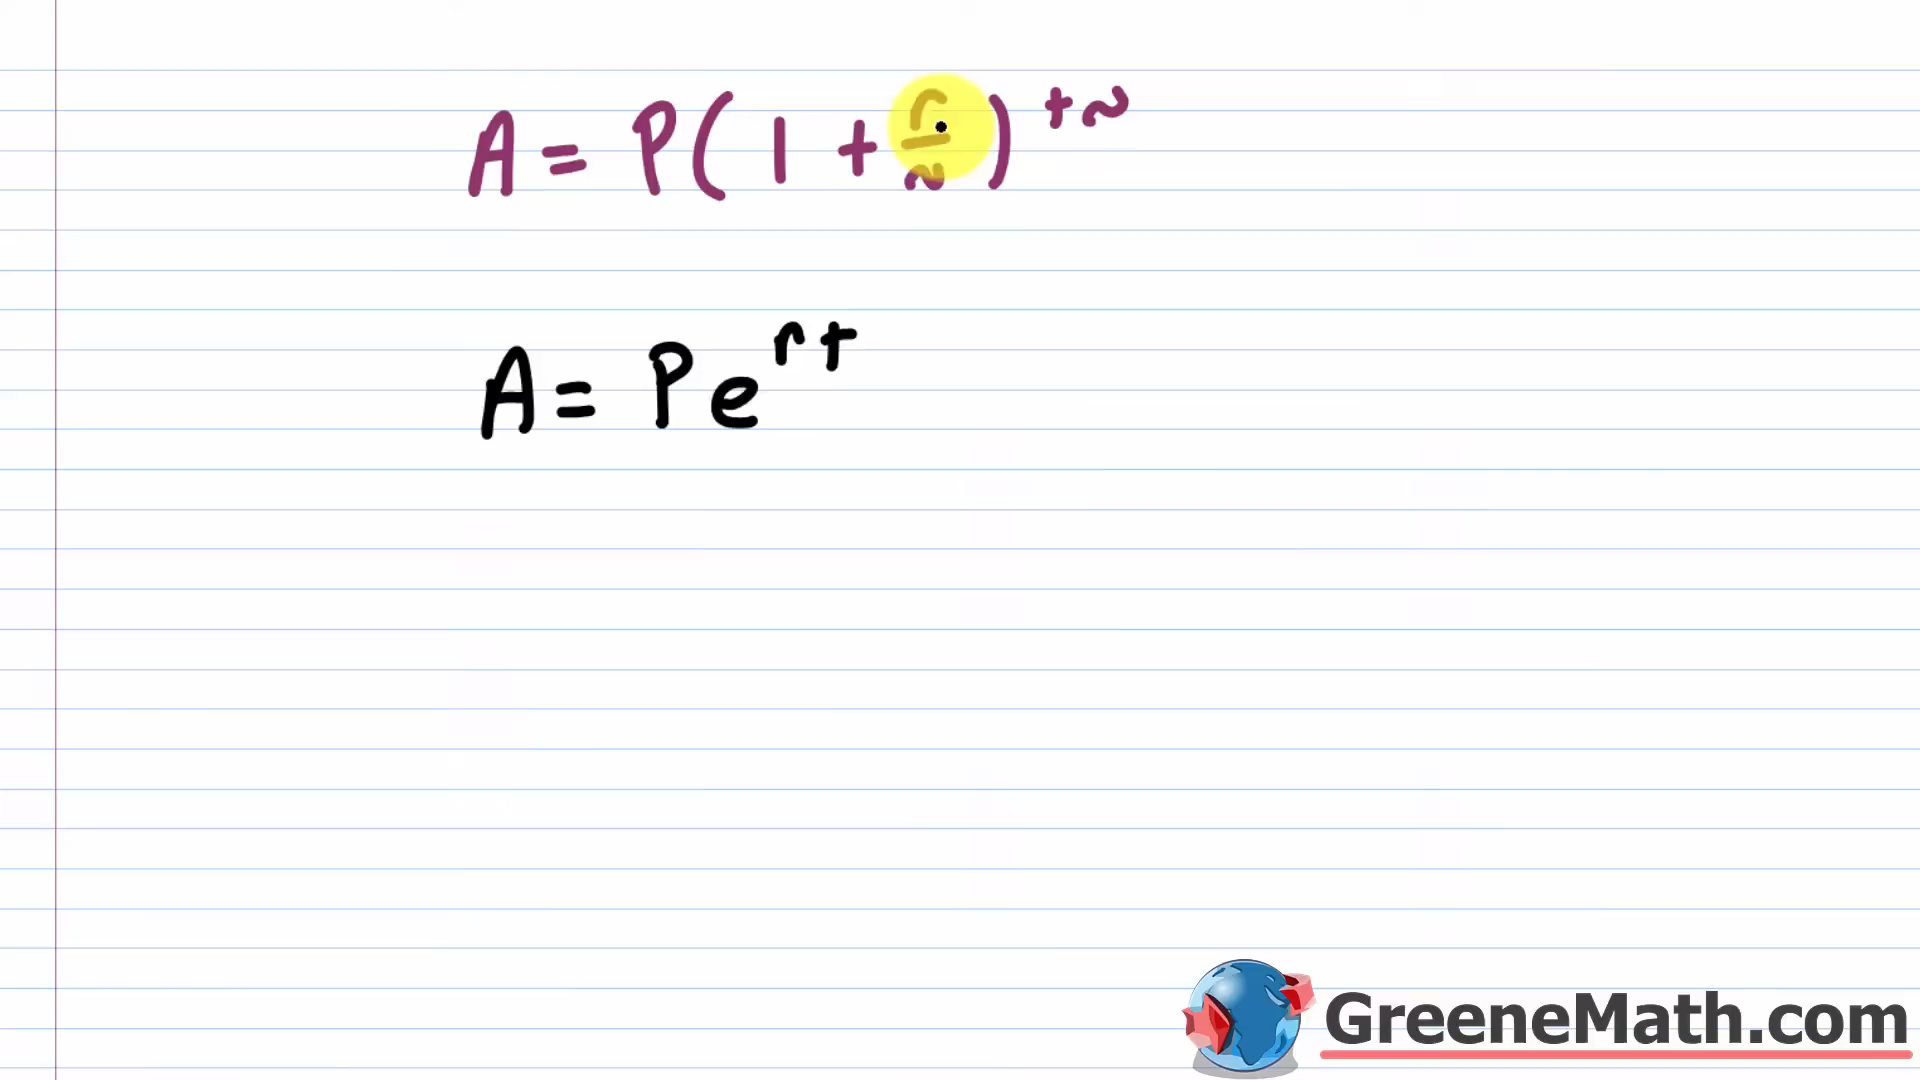 A = P(1 + r/n)^tn
A = Pe^rt
GreeneMath.com